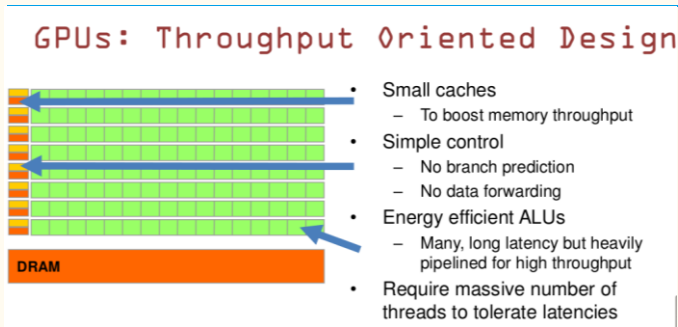 GPUs: Throughput Oriented Design
• Small caches
– To boost memory throughput
• Simple control
– No branch prediction
– No data forwarding
• Energy efficient ALUs
– Many, long latency but heavily
pipelined for high throughput
• Require massive number of
threads to tolerate latencies
DRAM